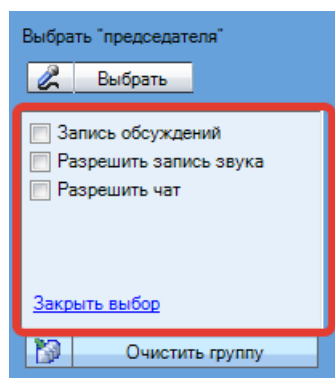 Выбрать "председателя"
Выбрать
Запись обсуждений
Разрешить запись звука
Разрешить чат
Закрыть выбор
Очистить группу